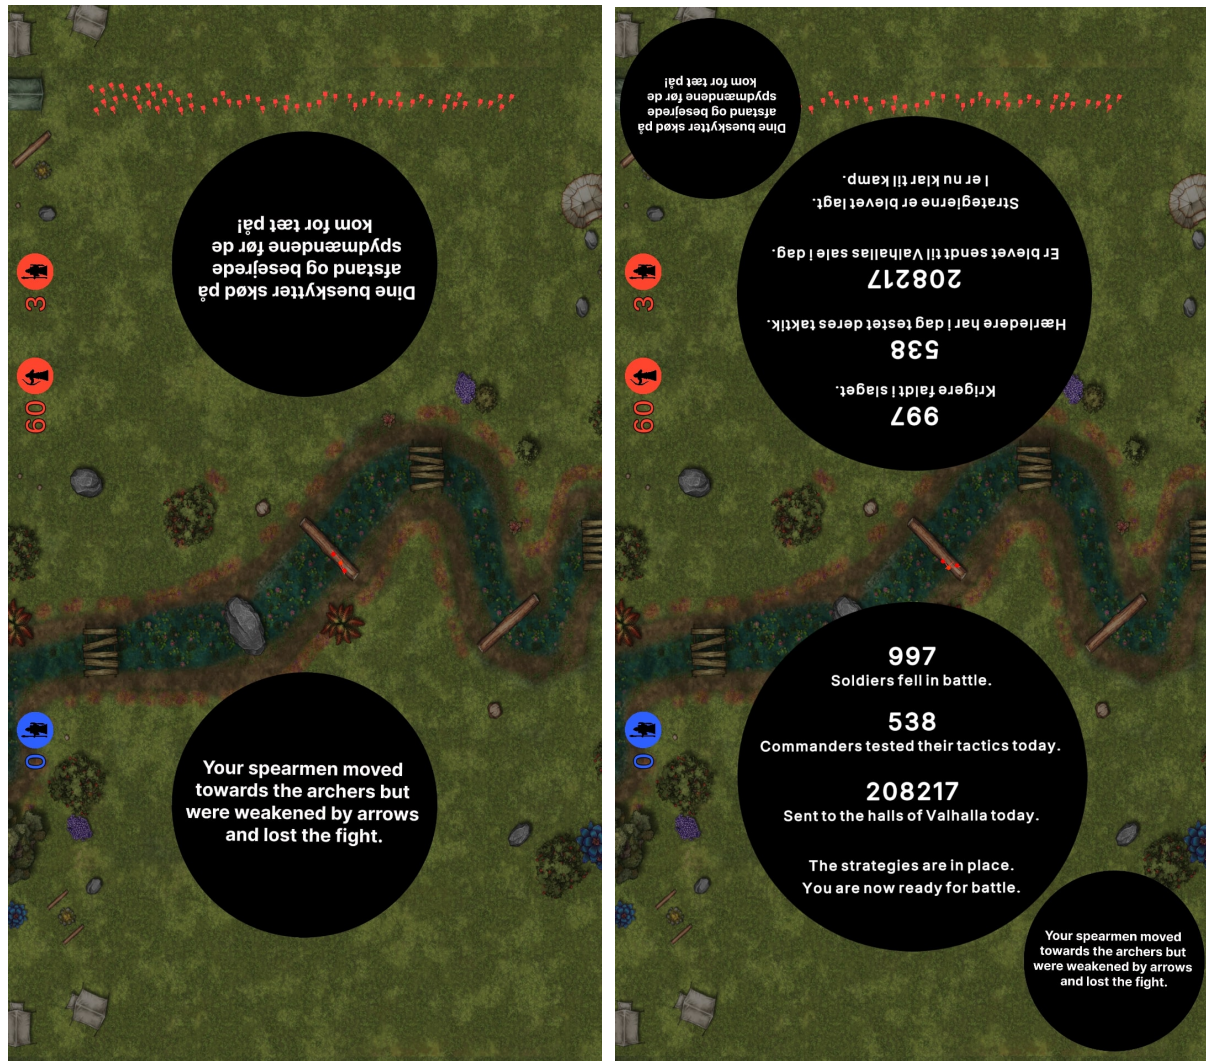 Dine bueskytter skød på
afstand og besejrede
spydmændene før de
kom for tæt på!
3
60
0
Your spearmen moved
towards the archers but
were weakened by arrows
and lost the fight.
Dine bueskytter skød på
afstand og besejrede
spydmændene før de
kom for tæt på!
3
60
997
Krigere faldt i slaget.
538
Hærledere har i dag testet deres taktik.
208217
Er blevet sendt til Valhallas sale i dag.
Strategierne er blevet lagt.
I er nu klar til kamp.
0
997
Soldiers fell in battle.
538
Commanders tested their tactics today.
208217
Sent to the halls of Valhalla today.
The strategies are in place.
You are now ready for battle.
Your spearmen moved
towards the archers but
were weakened by arrows
and lost the fight.